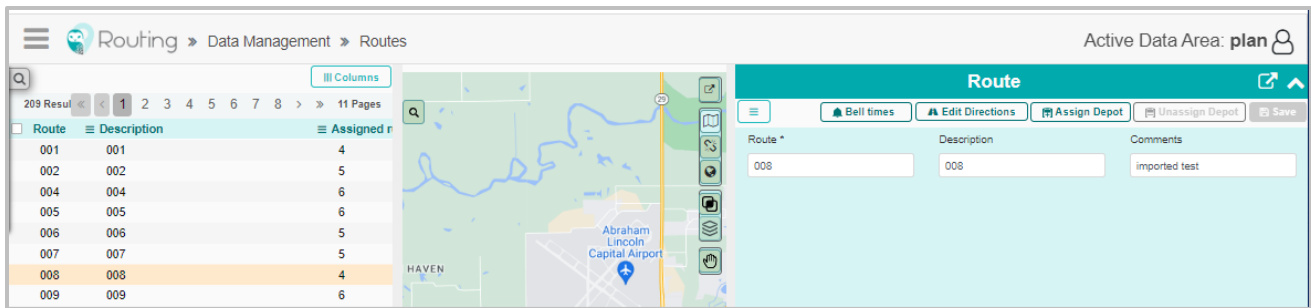 Routing » Data Management » Routes
Active Data Area: plan
Columns
209 Resul « < 1 2 3 4 5 6 7 8 > » 11 Pages
Route Description Assigned n
001 001 4
002 002 5
004 004 6
005 005 6
006 006 5
007 007 5
008 008 4
009 009 6
29
Abraham
Lincoln
Capital Airport
HAVEN
Route
Bell times Edit Directions Assign Depot Unassign Depot Save
Route * Description Comments
008 008 imported test